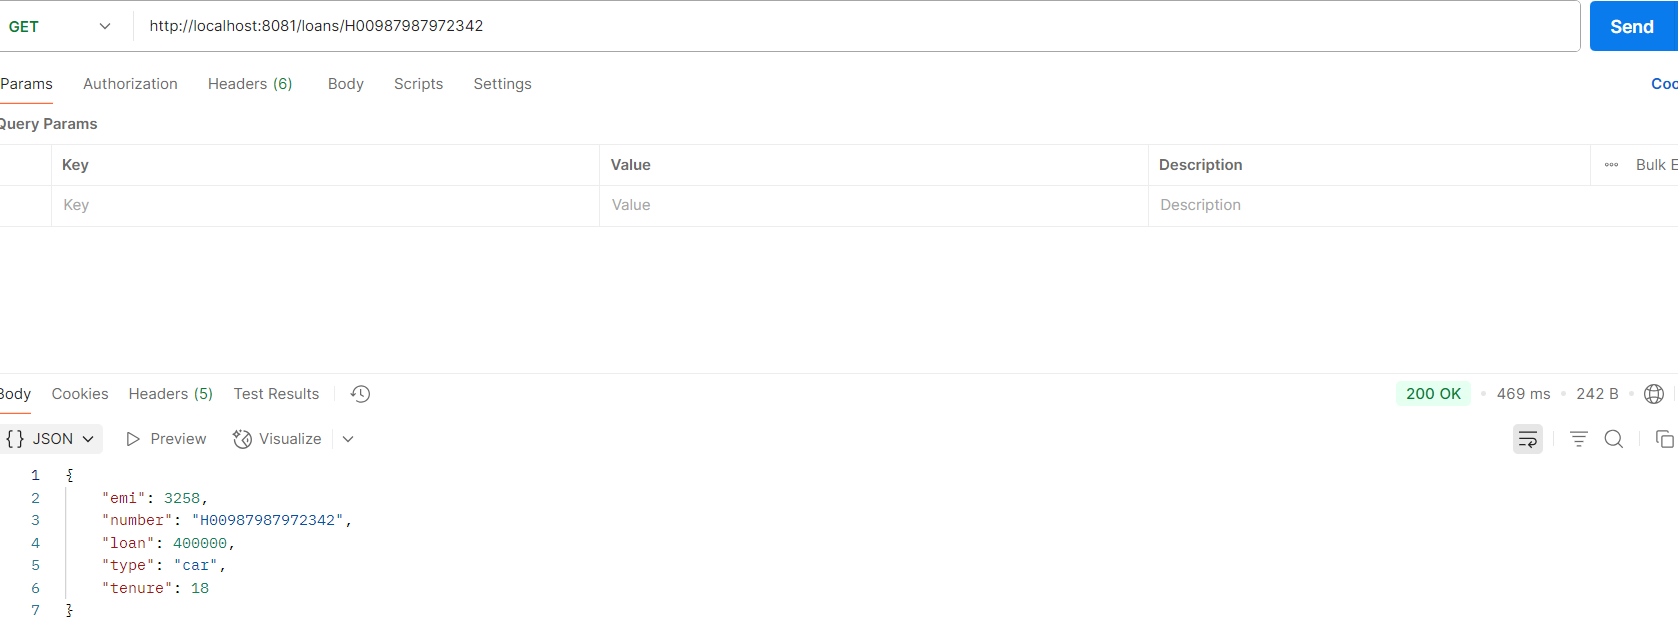 GET http://localhost:8081/loans/H00987987972342 Send
Params Authorization Headers (6) Body Scripts Settings Coo
Query Params
Key Value Description Bulk E
Key Value Description
Body Cookies Headers (5) Test Results 200 OK • 469 ms • 242 B •
{} JSON Preview Visualize
1 {
2 "emi": 3258,
3 "number": "H00987987972342",
4 "loan": 400000,
5 "type": "car",
6 "tenure": 18
7 }